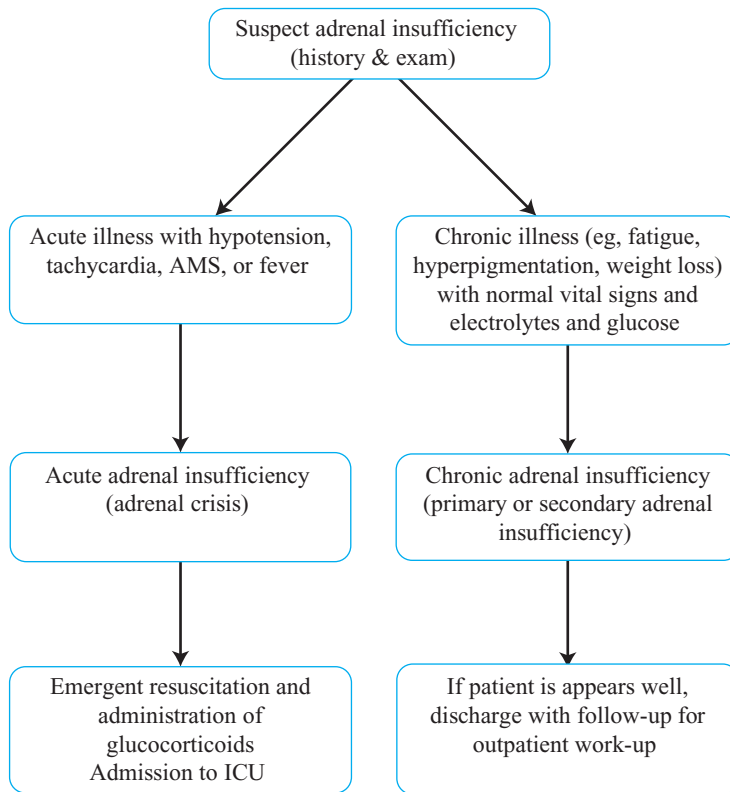 Suspect adrenal insufficiency
(history & exam)
Acute illness with hypotension,
tachycardia, AMS, or fever
Chronic illness (eg, fatigue,
hyperpigmentation, weight loss)
with normal vital signs and
electrolytes and glucose
Acute adrenal insufficiency
(adrenal crisis)
Chronic adrenal insufficiency
(primary or secondary adrenal
insufficiency)
Emergent resuscitation and
administration of
glucocorticoids
Admission to ICU
If patient is appears well,
discharge with follow-up for
outpatient work-up